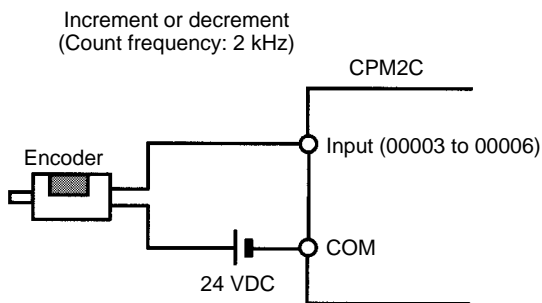 Increment or decrement
(Count frequency: 2 kHz)
CPM2C
Input (00003 to 00006)
Encoder
COM
24 VDC